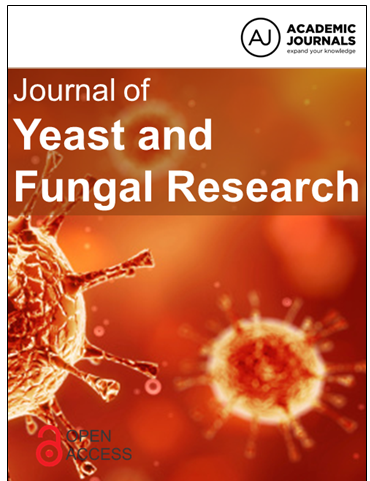 AJ
ACADEMIC
JOURNALS
expand your knowledge
Journal of
Yeast and
Fungal Research
OPEN
ACCESS